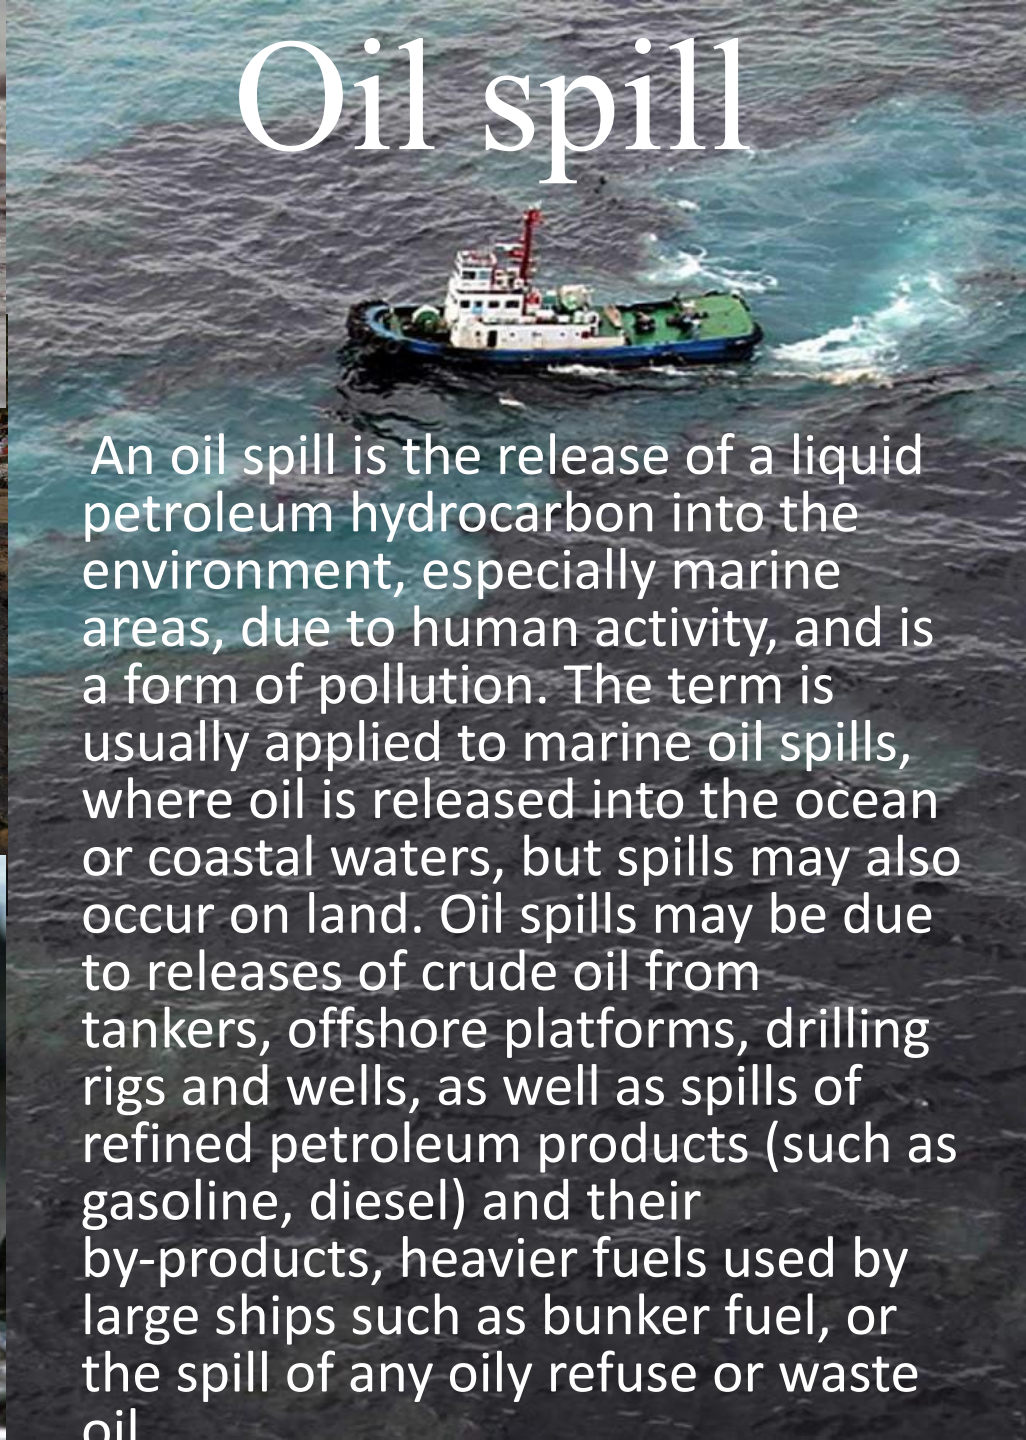 Oil spill
An oil spill is the release of a liquid
petroleum hydrocarbon into the
environment, especially marine
areas, due to human activity, and is
a form of pollution. The term is
usually applied to marine oil spills,
where oil is released into the ocean
or coastal waters, but spills may also
occur on land. Oil spills may be due
to releases of crude oil from
tankers, offshore platforms, drilling
rigs and wells, as well as spills of
refined petroleum products (such as
gasoline, diesel) and their
by-products, heavier fuels used by
large ships such as bunker fuel, or
the spill of any oily refuse or waste
oil